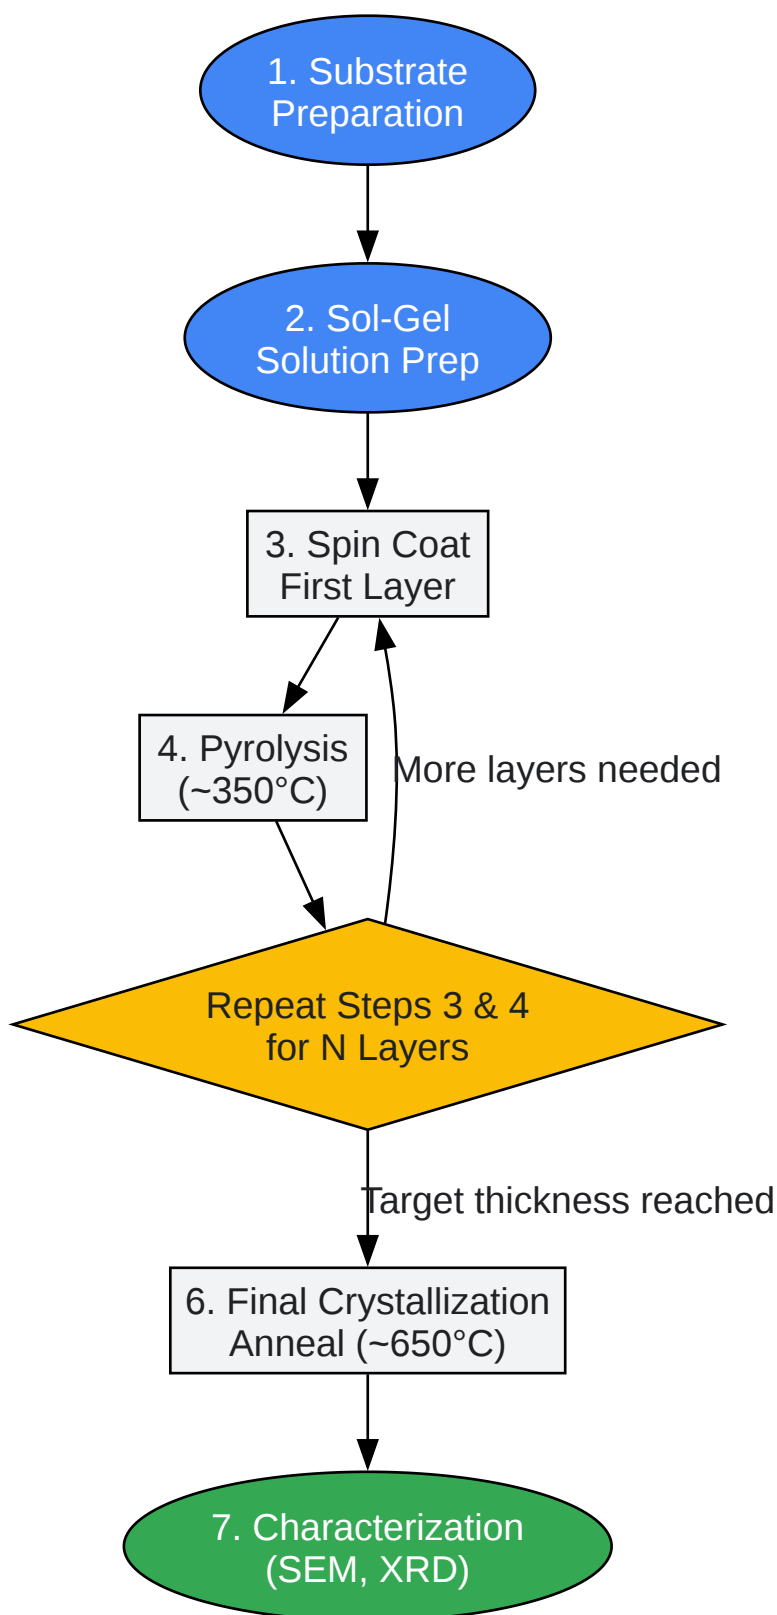 1. Substrate
Preparation
2. Sol-Gel
Solution Prep
3. Spin Coat
First Layer
4. Pyrolysis
(~350°C)
More layers needed
Repeat Steps 3 & 4
for N Layers
Target thickness reached
6. Final Crystallization
Anneal (~650°C)
7. Characterization
(SEM, XRD)